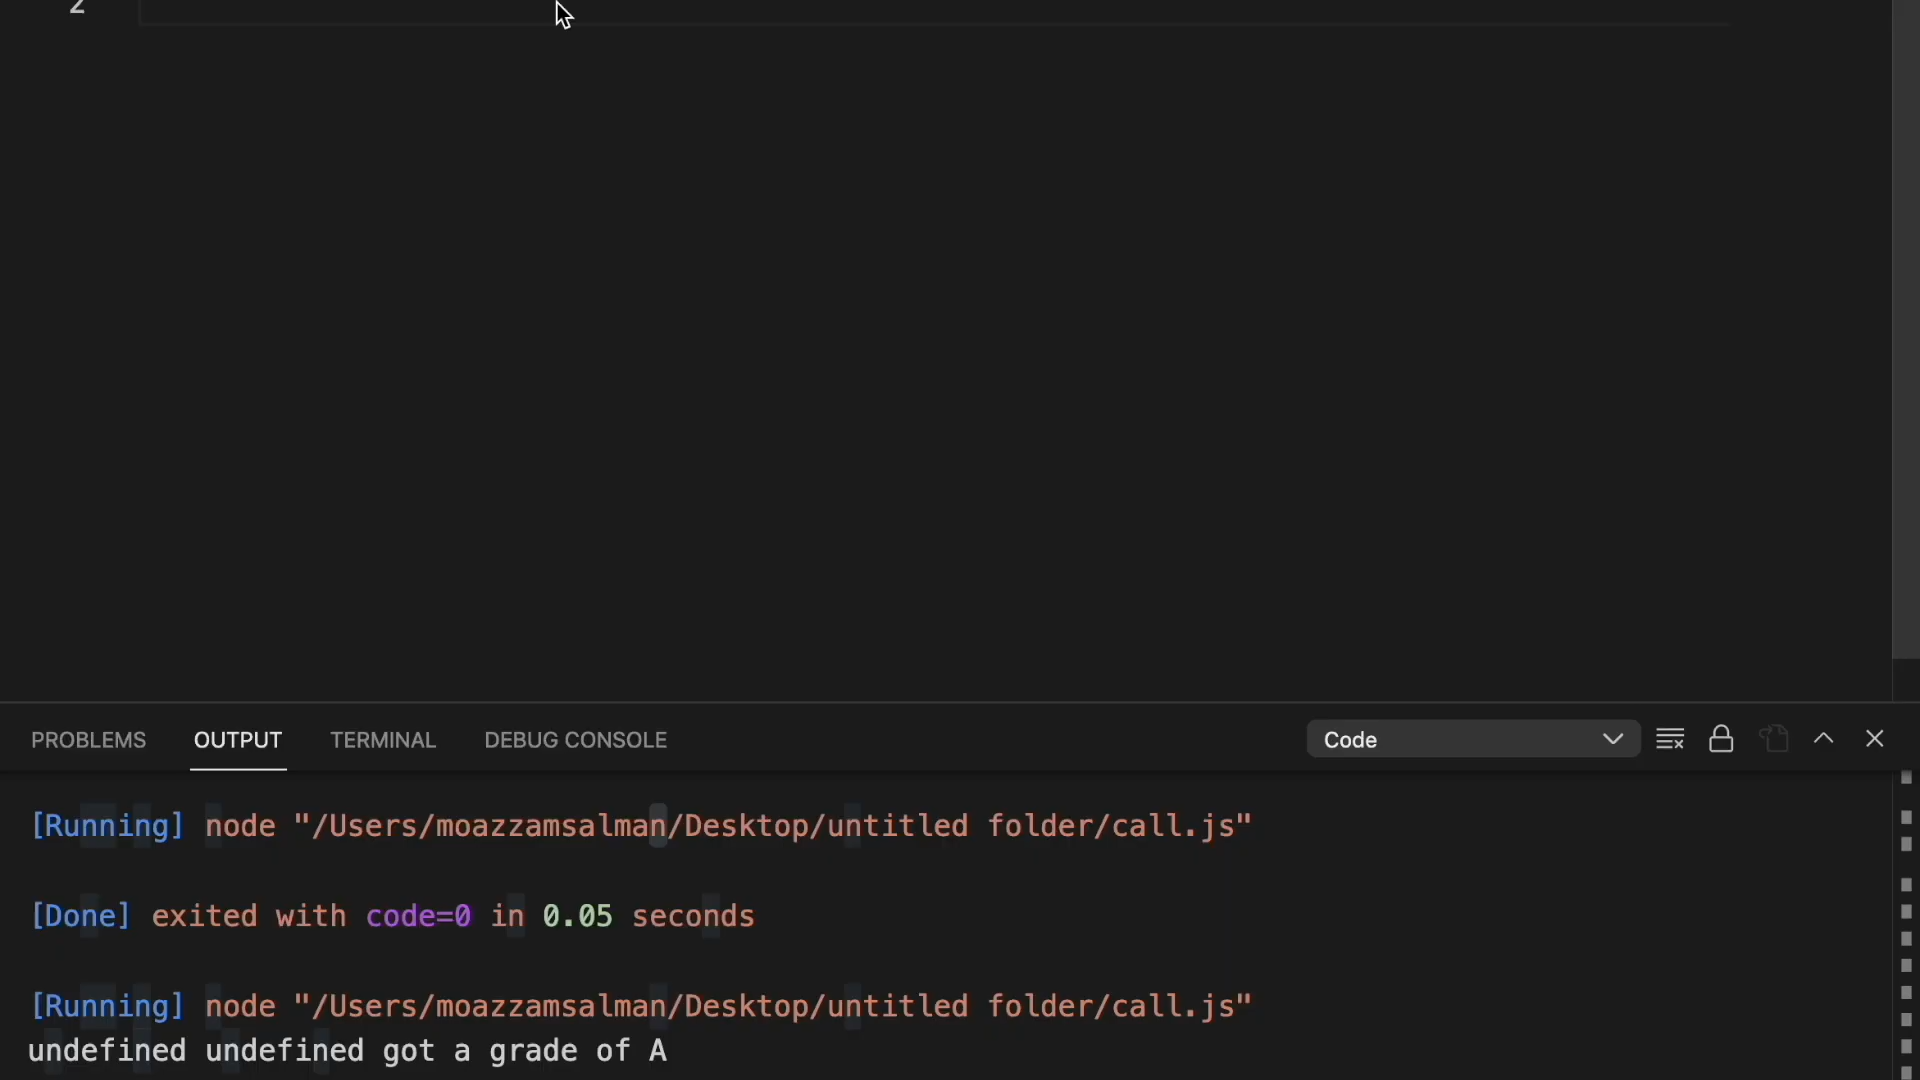 2
PROBLEMS OUTPUT TERMINAL DEBUG CONSOLE Code
[Running] node "/Users/moazzamsalman/Desktop/untitled folder/call.js"
[Done] exited with code=0 in 0.05 seconds
[Running] node "/Users/moazzamsalman/Desktop/untitled folder/call.js"
undefined undefined got a grade of A